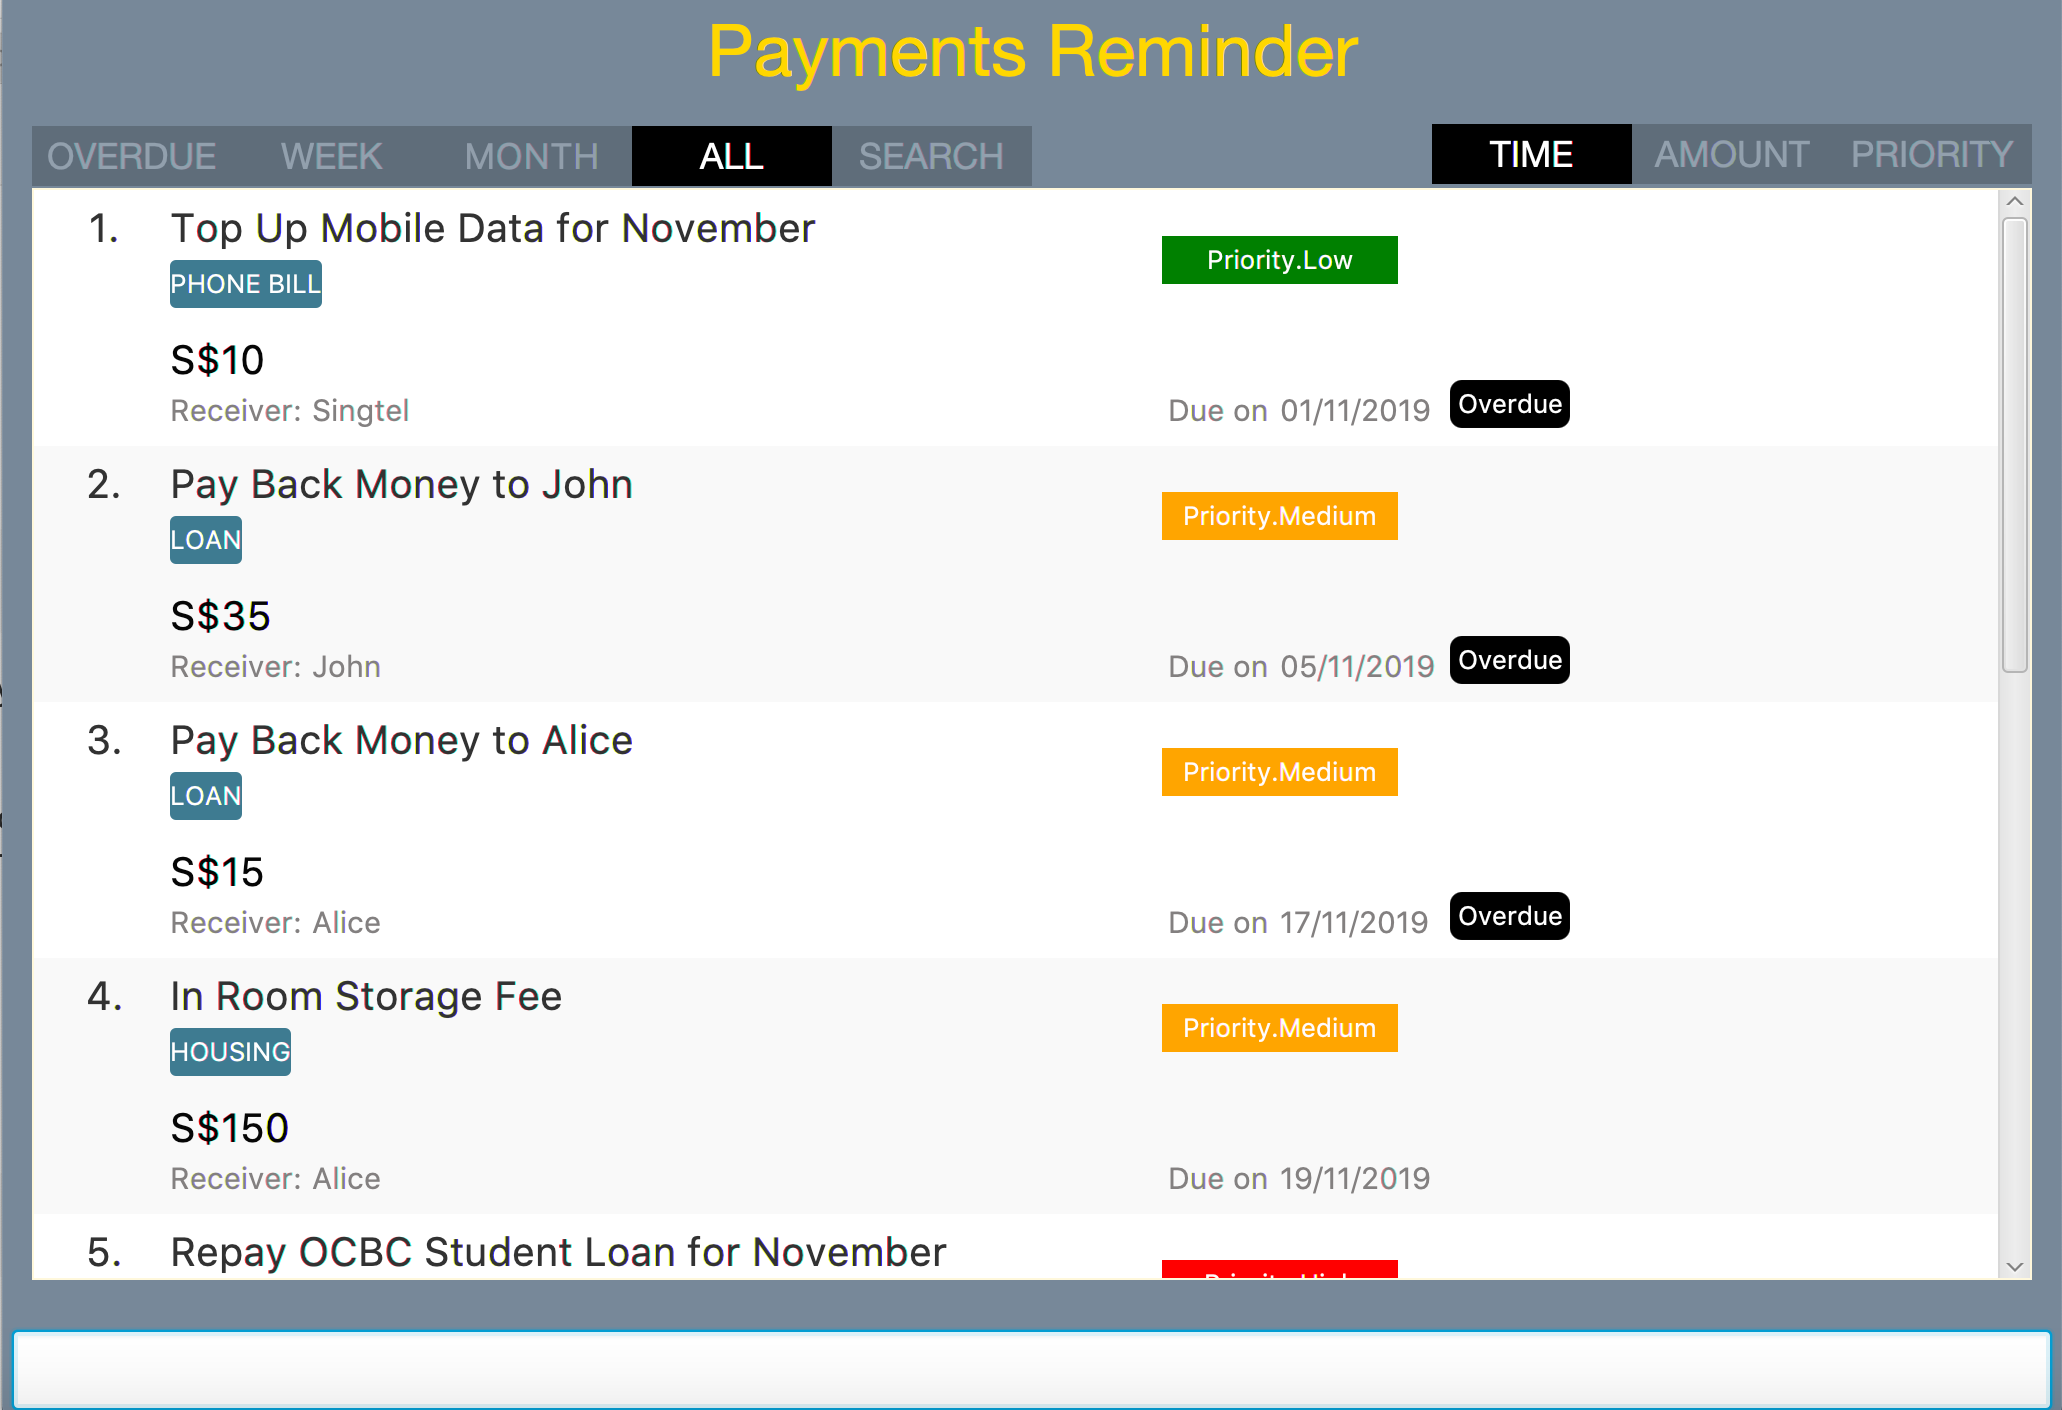 Payments Reminder
OVERDUE WEEK MONTH ALL SEARCH TIME AMOUNT PRIORITY
1. Top Up Mobile Data for November
Priority.Low
PHONE BILL
S$10
Receiver: Singtel Due on 01/11/2019 Overdue
2. Pay Back Money to John
Priority.Medium
LOAN
S$35
Receiver: John Due on 05/11/2019 Overdue
3. Pay Back Money to Alice
Priority.Medium
LOAN
S$15
Receiver: Alice Due on 17/11/2019 Overdue
4. In Room Storage Fee
Priority.Medium
HOUSING
S$150
Receiver: Alice Due on 19/11/2019
5. Repay OCBC Student Loan for November